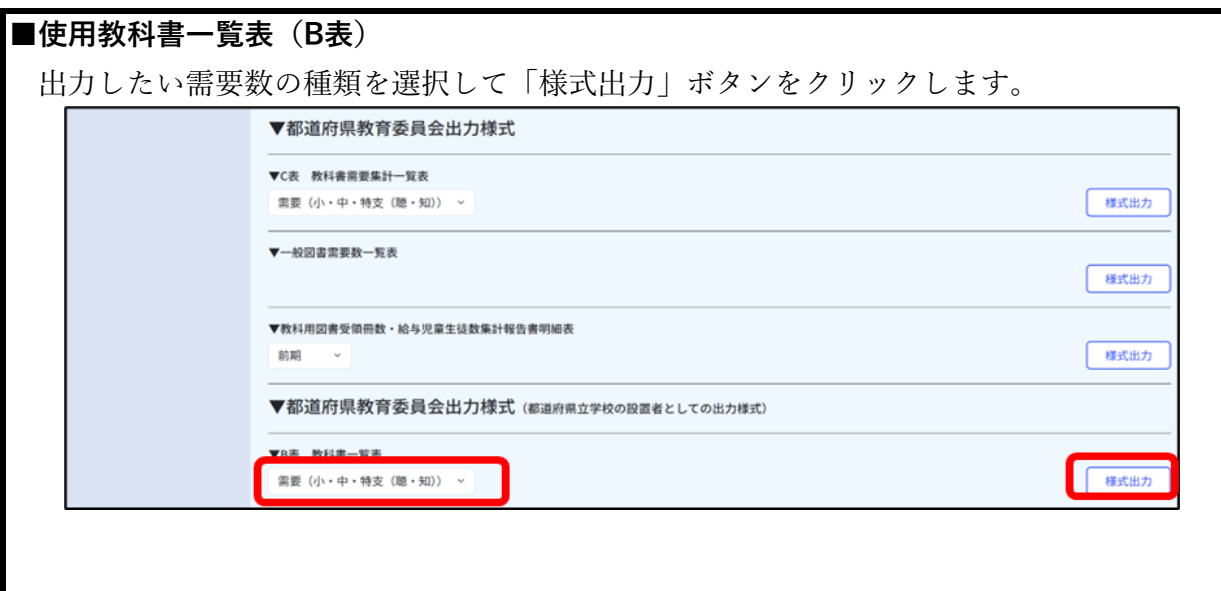 ■使用教科書一覧表（B表）
出力したい需要数の種類を選択して「様式出力」ボタンをクリックします。
▼都道府県教育委員会出力様式
▼C表　教科書需要集計一覧表
需要（小・中・特支（聴・知））
様式出力
▼一般図書需要数一覧表
様式出力
▼教科用図書受領冊数・給与児童生徒数集計報告書明細表
前期
様式出力
▼都道府県教育委員会出力様式（都道府県立学校の設置者としての出力様式）
▼B表　教科書一覧表
需要（小・中・特支（聴・知））
様式出力